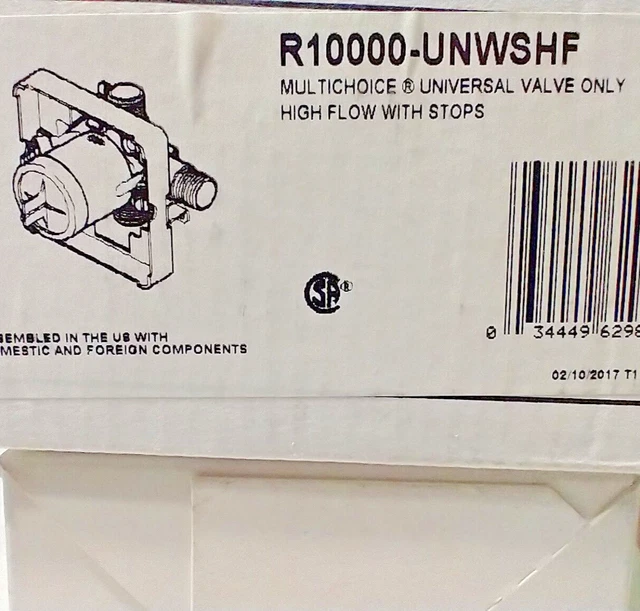 R10000-UNWSHF
MULTICHOICE ® UNIVERSAL VALVE ONLY
HIGH FLOW WITH STOPS
SA®
0 34449 6298
SEMBLED IN THE US WITH
MESTIC AND FOREIGN COMPONENTS
02/10/2017 T1